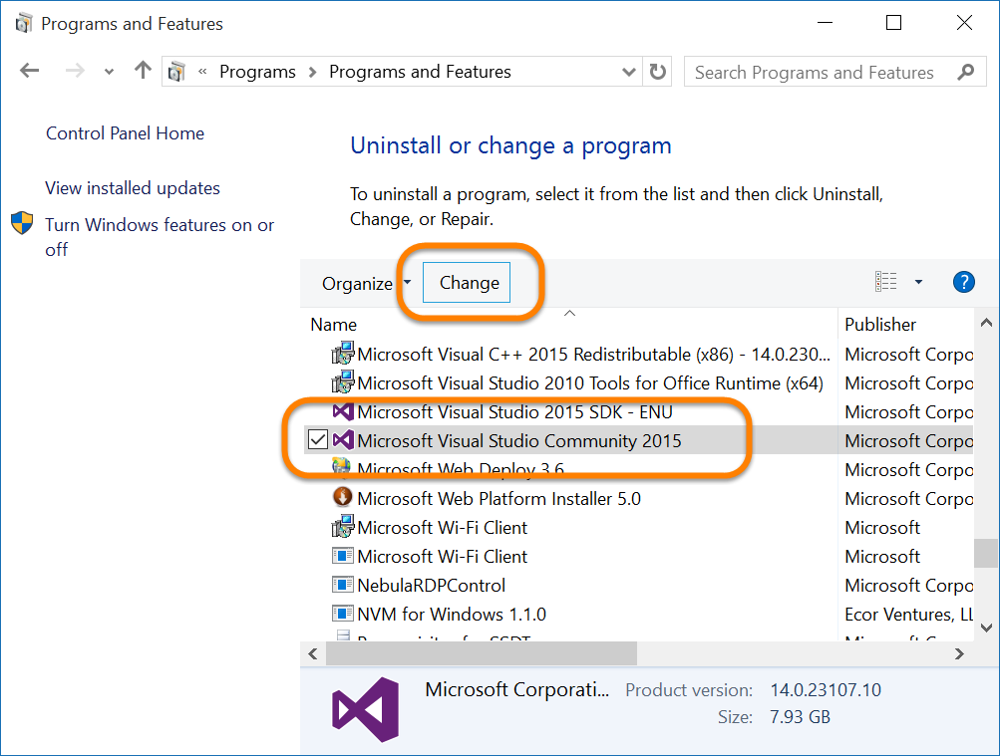 Programs and Features
« Programs > Programs and Features
Search Programs and Features
Control Panel Home
View installed updates
Turn Windows features on or
off
Uninstall or change a program
To uninstall a program, select it from the list and then click Uninstall,
Change, or Repair.
Organize Change ?
Name Publisher
Microsoft Visual C++ 2015 Redistributable (x86) - 14.0.230... Microsoft Corpo
Microsoft Visual Studio 2010 Tools for Office Runtime (x64) Microsoft Corpo
Microsoft Visual Studio 2015 SDK - ENU Microsoft Corpo
Microsoft Visual Studio Community 2015 Microsoft Corpo
Microsoft Web Deploy 3.6 Microsoft Corpo
Microsoft Web Platform Installer 5.0 Microsoft Corpo
Microsoft Wi-Fi Client Microsoft
Microsoft Wi-Fi Client Microsoft
NebulaRDPControl Microsoft Corpo
NVM for Windows 1.1.0 Ecor Ventures, LL
Microsoft Corporati... Product version: 14.0.23107.10
Size: 7.93 GB